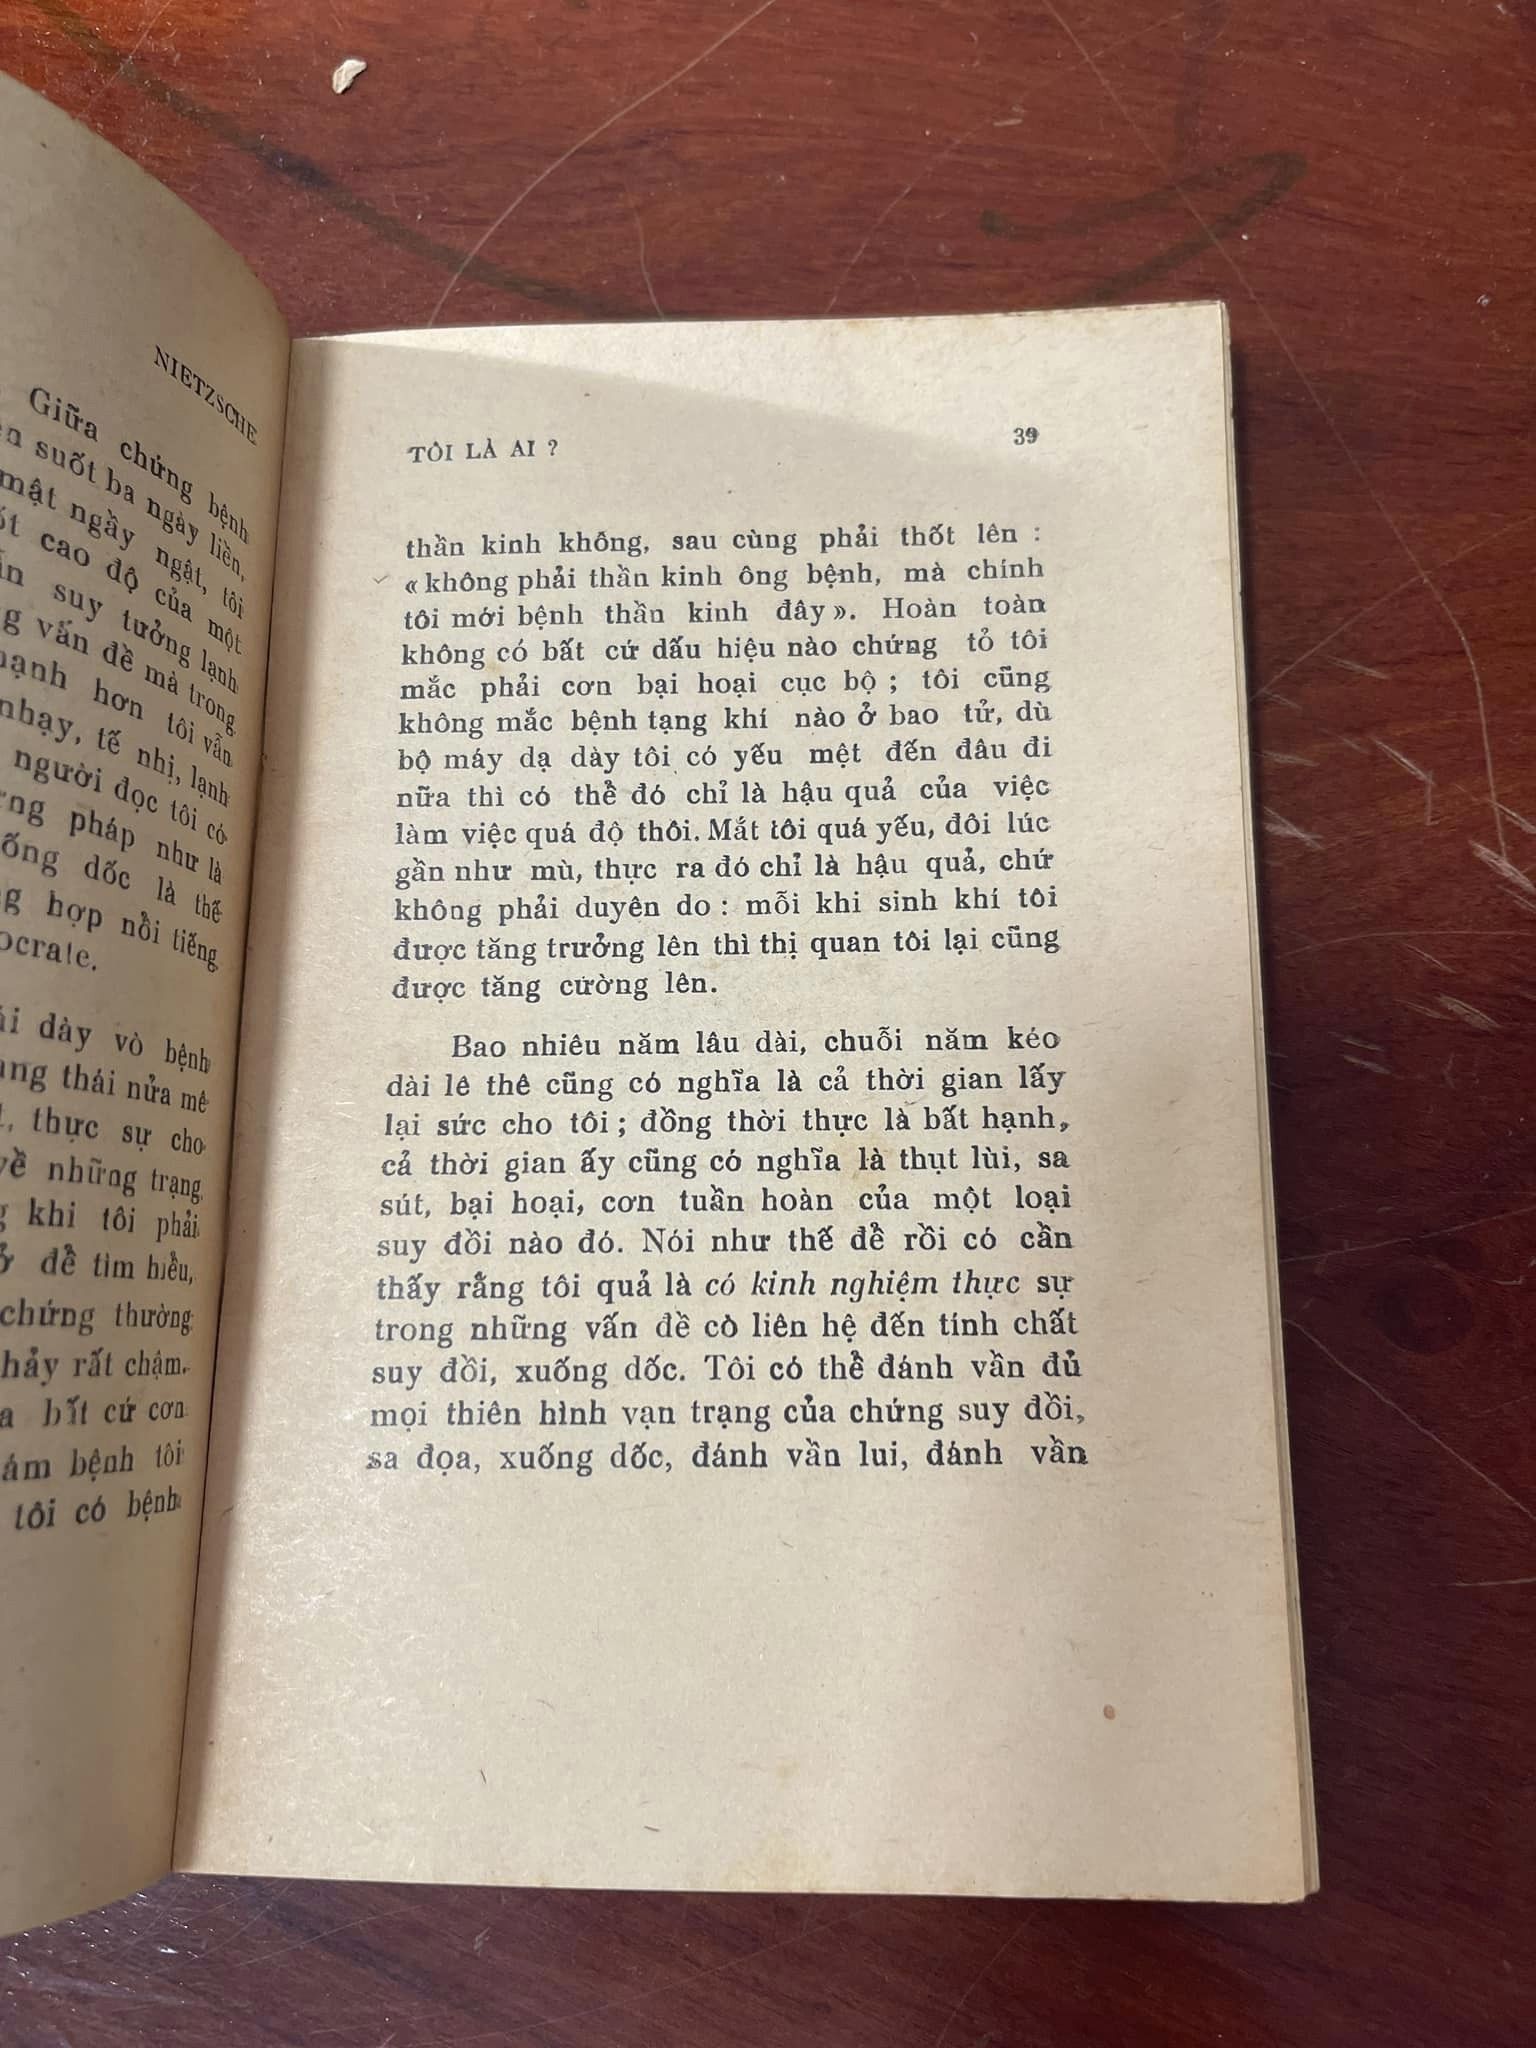 NIETZSCHE
Giữa chứng bệnh
suốt ba ngày liền,
mật ngầy ngật, tôi
cao độ của một
suy tưởng lạnh
vấn đề mà trong
hơn tôi vẫn
nhạy, tế nhị, lạnh
người đọc tôi có
pháp như là
dốc là thế
hợp nổi tiếng
dày vò bệnh
thái nửa mê
thực sự cho
về những trạng
khi tôi phải
để tìm hiểu,
chứng thường
rất chậm.
bất cứ cơn
bệnh tôi
tôi có bệnh
TÔI LÀ AI ? 39
thần kinh không, sau cùng phải thốt lên :
« không phải thần kinh ông bệnh, mà chính
tôi mới bệnh thần kinh đây ». Hoàn toàn
không có bất cứ dấu hiệu nào chứng tỏ tôi
mắc phải cơn bại hoại cục bộ ; tôi cũng
không mắc bệnh tạng khí nào ở bao tử, dù
bộ máy dạ dày tôi có yếu mệt đến đâu đi
nữa thì có thể đó chỉ là hậu quả của việc
làm việc quá độ thôi. Mắt tôi quá yếu, đôi lúc
gần như mù, thực ra đó chỉ là hậu quả, chứ
không phải duyên do : mỗi khi sinh khí tôi
được tăng trưởng lên thì thị quan tôi lại cũng
được tăng cường lên.
Bao nhiêu năm lâu dài, chuỗi năm kéo
dài lê thê cũng có nghĩa là cả thời gian lấy
lại sức cho tôi ; đồng thời thực là bất hạnh,
cả thời gian ấy cũng có nghĩa là thụt lùi, sa
sút, bại hoại, cơn tuần hoàn của một loại
suy đồi nào đó. Nói như thế để rồi có cần
thấy rằng tôi quả là có kinh nghiệm thực sự
trong những vấn đề cò liên hệ đến tính chất
suy đồi, xuống dốc. Tôi có thể đánh vần đủ
mọi thiên hình vạn trạng của chứng suy đồi,
sa đọa, xuống dốc, đánh vần lui, đánh vần